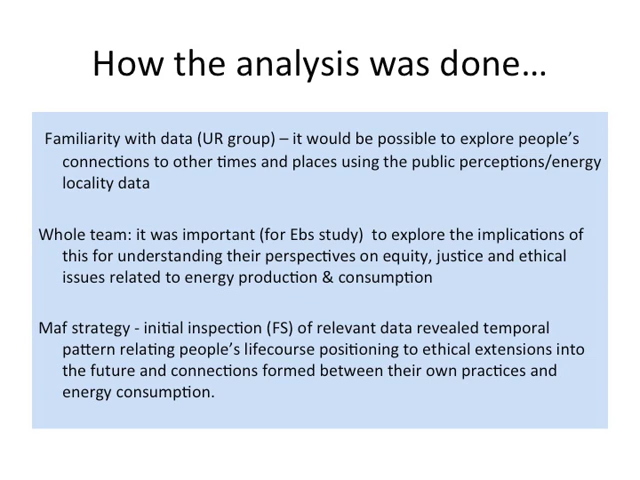 How the analysis was done…
Familiarity with data (UR group) – it would be possible to explore people’s
connections to other times and places using the public perceptions/energy
locality data
Whole team: it was important (for Ebs study)  to explore the implications of
this for understanding their perspectives on equity, justice and ethical
issues related to energy production & consumption
Maf strategy - initial inspection (FS) of relevant data revealed temporal
pattern relating people’s lifecourse positioning to ethical extensions into
the future and connections formed between their own practices and
energy consumption.